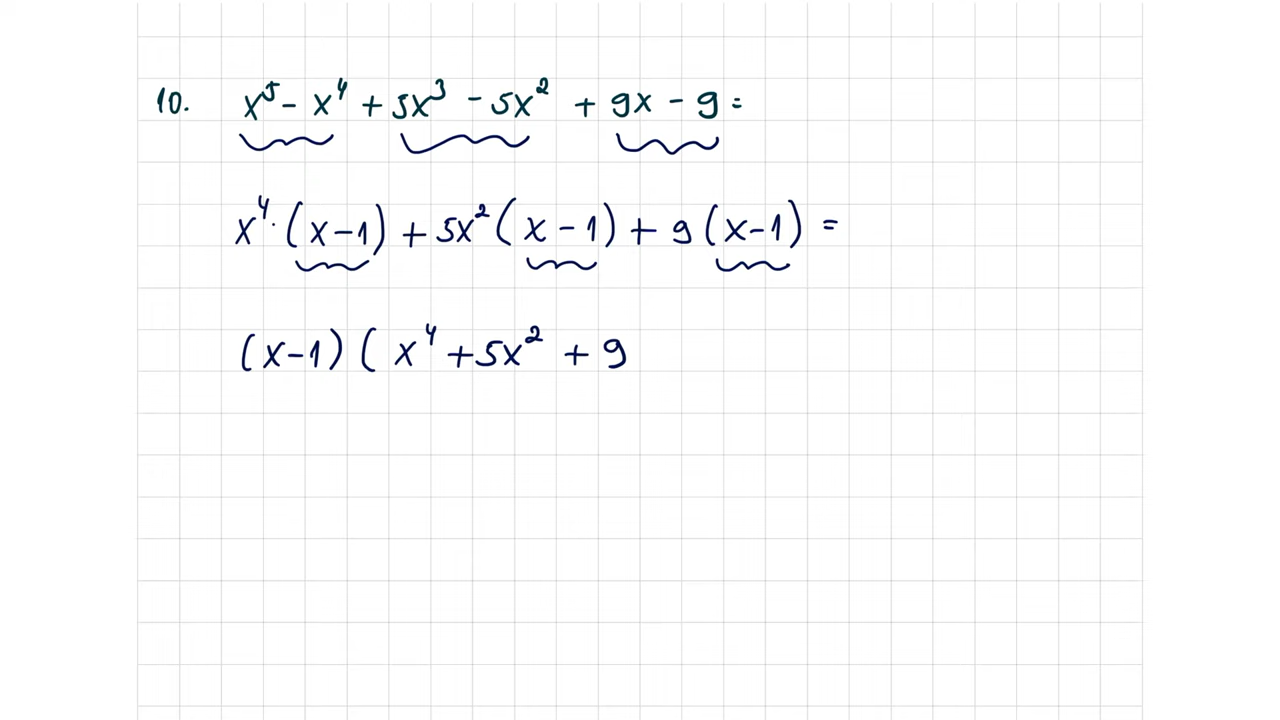 10. x⁵ - x⁴ + 5x³ - 5x² + 9x - 9 =
x⁴·(x-1) + 5x²(x-1) + 9(x-1) =
(x-1)(x⁴+5x² + 9